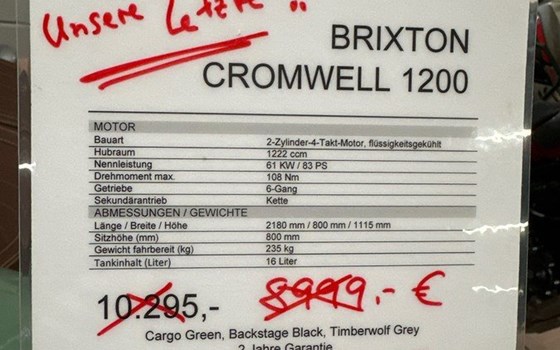 Unsere Letzte "
BRIXTON
CROMWELL 1200
MOTOR
Bauart 2-Zylinder-4-Takt-Motor, flüssigkeitsgekühlt
Hubraum 1222 ccm
Nennleistung 61 KW / 83 PS
Drehmoment max. 108 Nm
Getriebe 6-Gang
Sekundärantrieb Kette
ABMESSUNGEN / GEWICHTE
Länge / Breite / Höhe 2180 mm / 800 mm / 1115 mm
Sitzhöhe (mm) 800 mm
Gewicht fahrbereit (kg) 235 kg
Tankinhalt (Liter) 16 Liter
10.295,- 8999,- €
Cargo Green, Backstage Black, Timberwolf Grey
2 Jahre Garantie